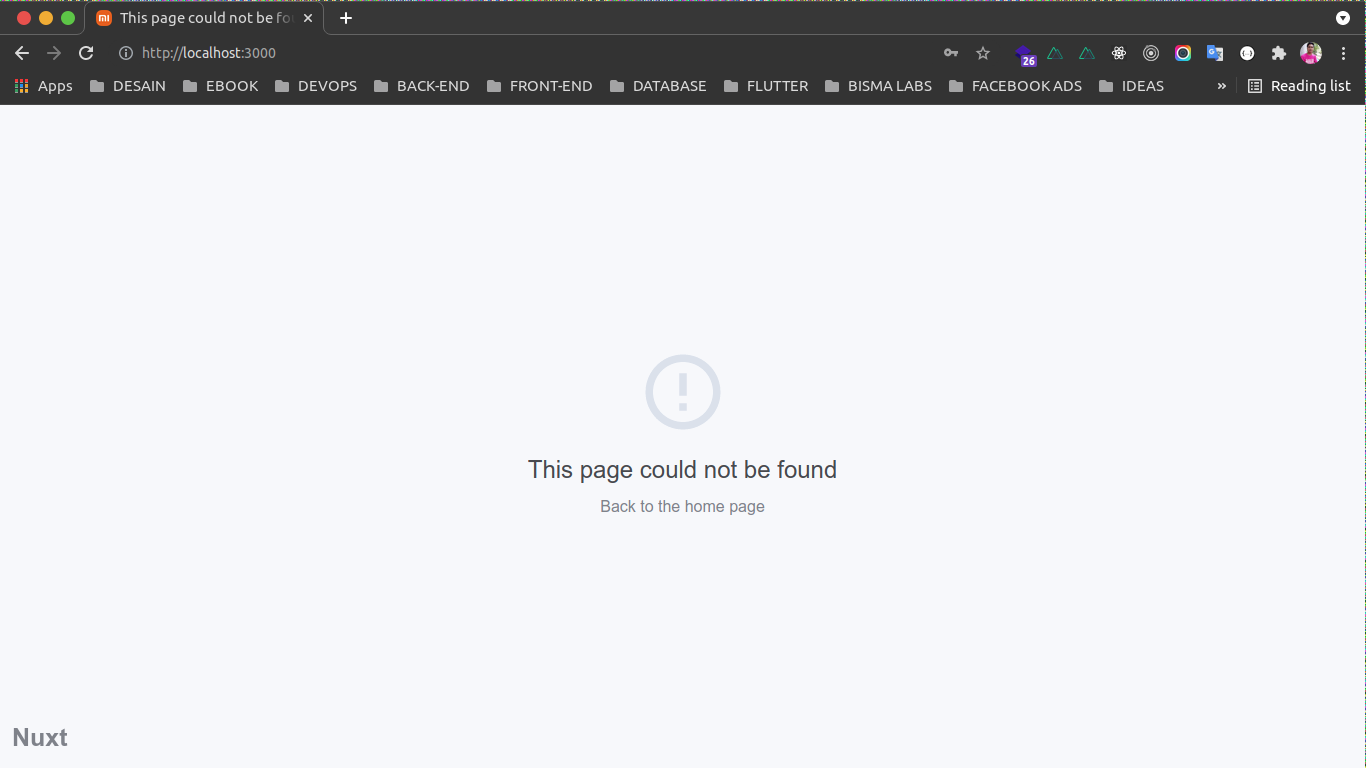 mi This page could not be fo
http://localhost:3000
26
Apps DESAIN EBOOK DEVOPS BACK-END FRONT-END DATABASE FLUTTER BISMA LABS FACEBOOK ADS IDEAS » Reading list
This page could not be found
Back to the home page
Nuxt